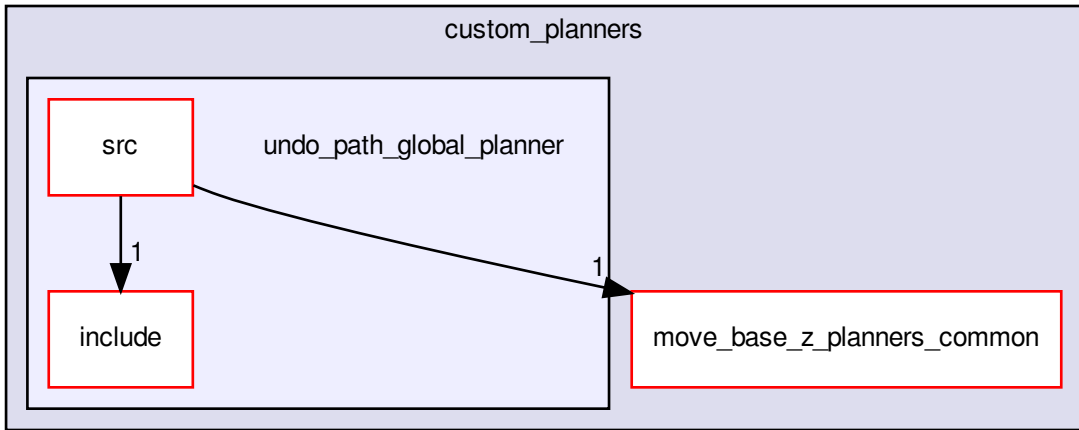 custom_planners
src
undo_path_global_planner
1
1
include
move_base_z_planners_common